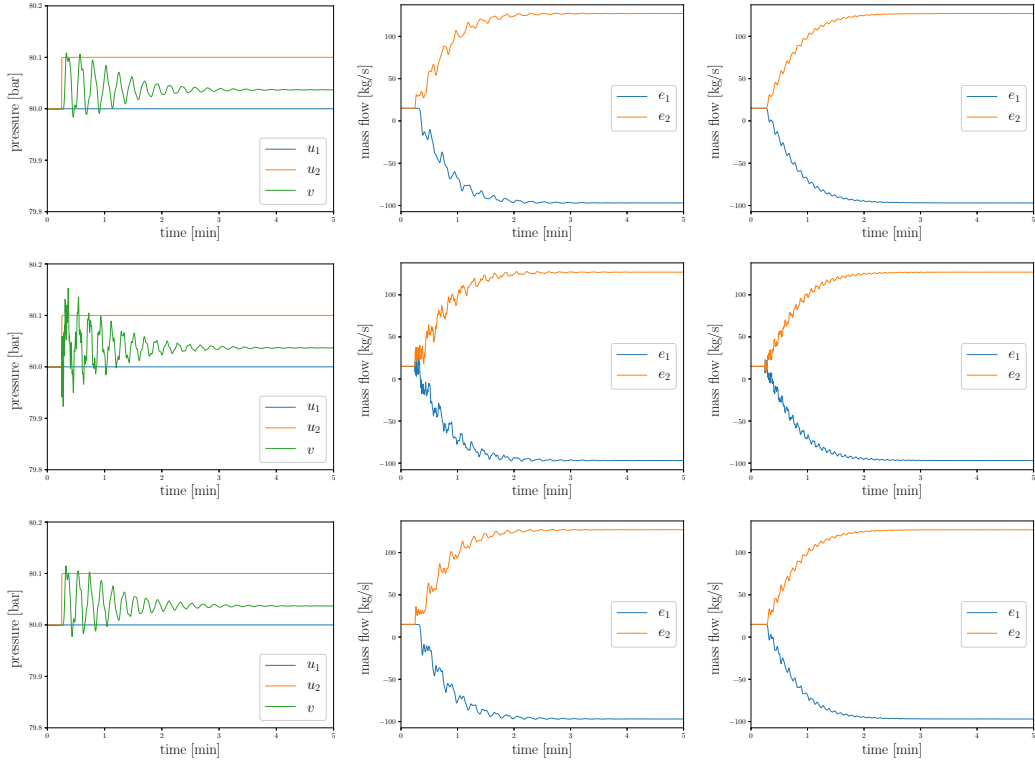 80.2
80.1
80.0
79.9
79.8
pressure [bar]
u1
u2
v
0 1 2 3 4 5
time [min]
100
50
0
−50
−100
mass flow [kg/s]
e1
e2
0 1 2 3 4 5
time [min]
100
50
0
−50
−100
mass flow [kg/s]
e1
e2
0 1 2 3 4 5
time [min]
80.2
80.1
80.0
79.9
79.8
pressure [bar]
u1
u2
v
0 1 2 3 4 5
time [min]
100
50
0
−50
−100
mass flow [kg/s]
e1
e2
0 1 2 3 4 5
time [min]
100
50
0
−50
−100
mass flow [kg/s]
e1
e2
0 1 2 3 4 5
time [min]
80.2
80.1
80.0
79.9
79.8
pressure [bar]
u1
u2
v
0 1 2 3 4 5
time [min]
100
50
0
−50
−100
mass flow [kg/s]
e1
e2
0 1 2 3 4 5
time [min]
100
50
0
−50
−100
mass flow [kg/s]
e1
e2
0 1 2 3 4 5
time [min]